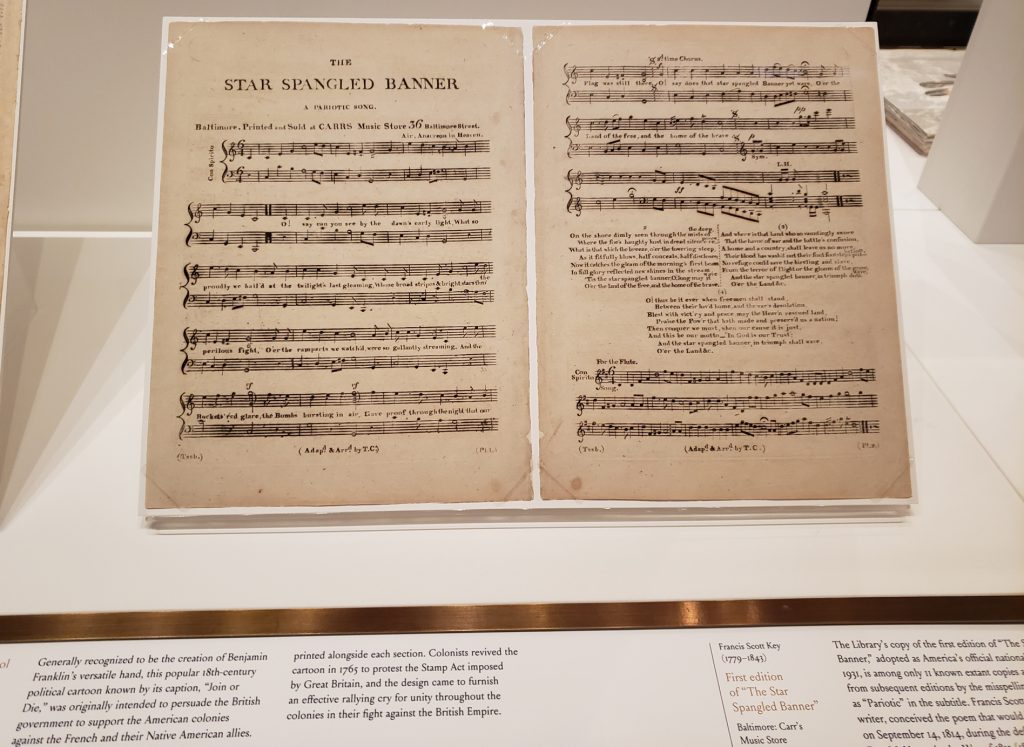 THE
STAR SPANGLED BANNER
A PARIOTIC SONG.
Baltimore, Printed and Sold at CARRS Music Store 36 Baltimore Street.
Air, Anacreon in Heaven.
Con Spirito
O! say can you see by the dawn's early light, What so
proudly we hail'd at the twilight's last gleaming, Whose broad stripes & bright stars thro' the
perilous fight, O'er the ramparts we watch'd, were so gallantly streaming, And the
Rockets' red glare, the Bombs bursting in air, Gave proof through the night that our
(Adapd. & Arrd. by T.C.)
(Pl. 1.)
2d time Chorus.
Flag was still there O! say does that star spangled Banner yet wave O'er the
pp
Land of the free, and the home of the brave
p
Sym.
L.H.
2
On the shore dimly seen through the mists of the deep,
Where the foe's haughty host in dread silence
What is that which the breeze, o'er the towering steep,
As it fitfully blows, half conceals, half discloses
Now it catches the gleam of the morning's first beam
In full glory reflected new shines in the stream
'Tis the star spangled banner, O! long may it wave
O'er the land of the free, and the home of the brave.
(3)
And where is that band who so vauntingly swore
That the havoc of war and the battle's confusion,
A home and a country, shall leave us no more,
Their blood has wash'd out their foul footsteps
No refuge could save the hireling and slave
From the terror of flight or the gloom of the grave,
And the star spangled banner, in triumph doth
O'er the Land &c.
(4)
O! thus be it ever when freemen shall stand,
Between their lov'd home, and the war's desolation,
Blest with vict'ry and peace may the Heav'n rescued land,
Praise the Pow'r that hath made and preserv'd us a nation!
Then conquer we must, when our cause it is just,
And this be our motto "In God is our Trust;
And the star spangled banner, in triumph shall wave,
O'er the Land &c.
For the Flute.
Con Spirito
Song.
(Adapd. & Arrd. by T.C.)
(Pl. 2.)
Generally recognized to be the creation of Benjamin
Franklin's versatile hand, this popular 18th-century
political cartoon known by its caption, "Join or
Die," was originally intended to persuade the British
government to support the American colonies
against the French and their Native American allies.
printed alongside each section. Colonists revived the
cartoon in 1765 to protest the Stamp Act imposed
by Great Britain, and the design came to furnish
an effective rallying cry for unity throughout the
colonies in their fight against the British Empire.
Francis Scott Key
(1779–1843)
First edition
of "The Star
Spangled Banner"
Baltimore: Carr's
Music Store
The Library's copy of the first edition of "The
Banner," adopted as America's official
1931, is among only 11 known extant copies
from subsequent editions by the misspelling
as "Pariotic" in the subtitle. Francis Scott
writer, conceived the poem that would
on September 14, 1814, during the